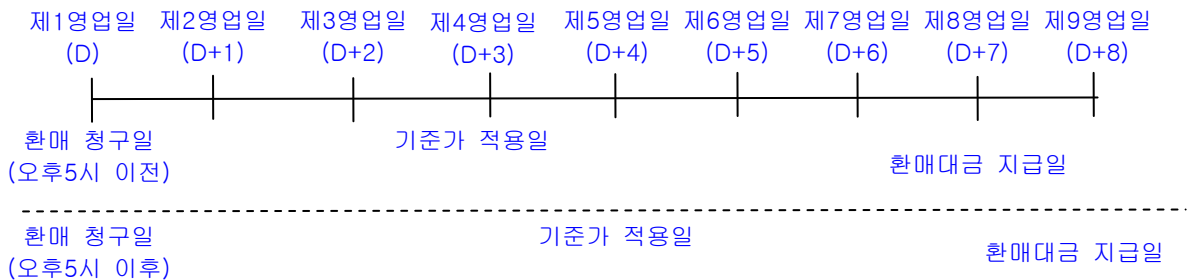 제1영업일 제2영업일 제3영업일 제4영업일 제5영업일 제6영업일 제7영업일 제8영업일 제9영업일
(D) (D+1) (D+2) (D+3) (D+4) (D+5) (D+6) (D+7) (D+8)
환매 청구일 기준가 적용일
(오후5시 이전) 환매대금 지급일
환매 청구일 기준가 적용일
(오후5시 이후) 환매대금 지급일